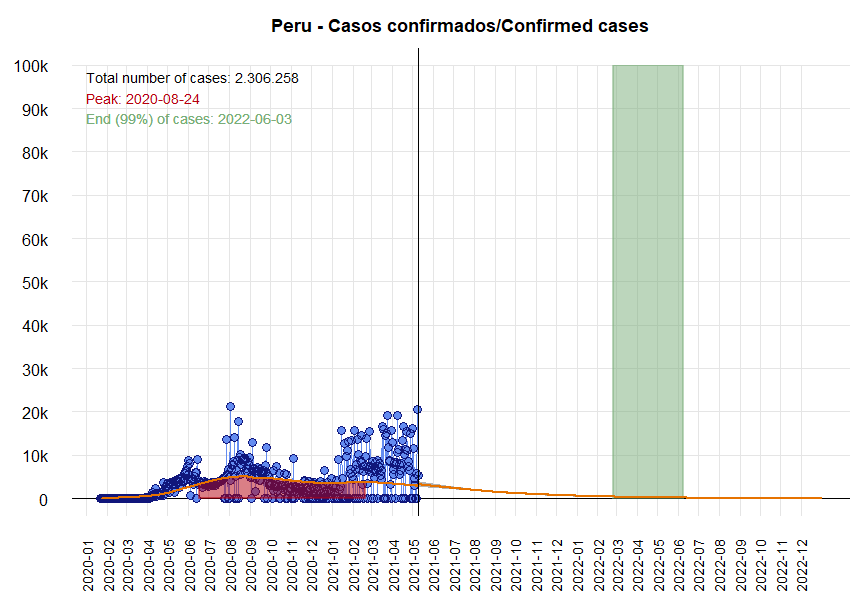 Peru - Casos confirmados/Confirmed cases
100k
90k
80k
70k
60k
50k
40k
30k
20k
10k
0
Total number of cases: 2.306.258
Peak: 2020-08-24
End (99%) of cases: 2022-06-03
2020-01
2020-02
2020-03
2020-04
2020-05
2020-06
2020-07
2020-08
2020-09
2020-10
2020-11
2020-12
2021-01
2021-02
2021-03
2021-04
2021-05
2021-06
2021-07
2021-08
2021-09
2021-10
2021-11
2021-12
2022-01
2022-02
2022-03
2022-04
2022-05
2022-06
2022-07
2022-08
2022-09
2022-10
2022-11
2022-12